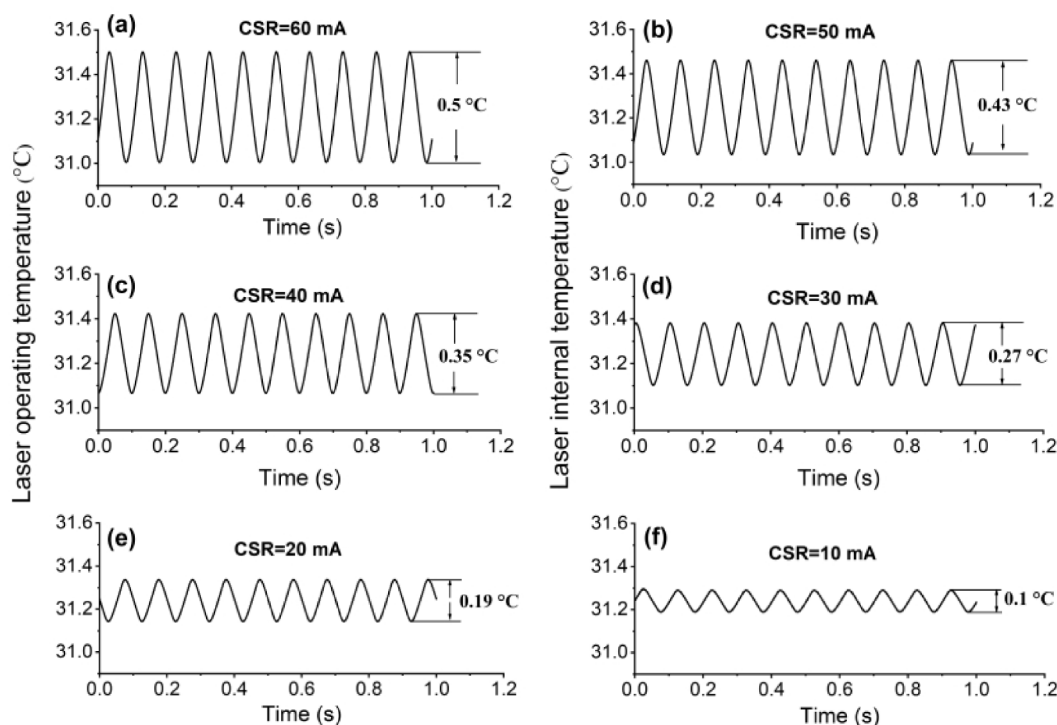 Laser operating temperature (°C)
(a)
CSR=60 mA
31.6
31.4
31.2
31.0
0.5 °C
0.0 0.2 0.4 0.6 0.8 1.0 1.2
Time (s)
Laser internal temperature (°C)
(b)
CSR=50 mA
31.6
31.4
31.2
31.0
0.43 °C
0.0 0.2 0.4 0.6 0.8 1.0 1.2
Time (s)
(c)
CSR=40 mA
31.6
31.4
31.2
31.0
0.35 °C
0.0 0.2 0.4 0.6 0.8 1.0 1.2
Time (s)
(d)
CSR=30 mA
31.6
31.4
31.2
31.0
0.27 °C
0.0 0.2 0.4 0.6 0.8 1.0 1.2
Time (s)
(e)
CSR=20 mA
31.6
31.4
31.2
31.0
0.19 °C
0.0 0.2 0.4 0.6 0.8 1.0 1.2
Time (s)
(f)
CSR=10 mA
31.6
31.4
31.2
31.0
0.1 °C
0.0 0.2 0.4 0.6 0.8 1.0 1.2
Time (s)